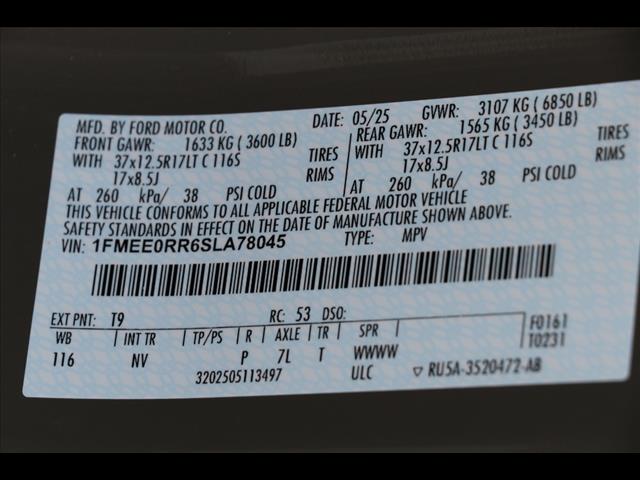 MFD. BY FORD MOTOR CO. DATE: 05/25 GVWR: 3107 KG ( 6850 LB)
FRONT GAWR: 1633 KG ( 3600 LB) REAR GAWR: 1565 KG ( 3450 LB)
WITH 37x12.5R17LT C 116S TIRES WITH 37x12.5R17LT C 116S TIRES
17x8.5J RIMS 17x8.5J RIMS
AT 260 kPa/ 38 PSI COLD AT 260 kPa/ 38 PSI COLD
THIS VEHICLE CONFORMS TO ALL APPLICABLE FEDERAL MOTOR VEHICLE
SAFETY STANDARDS IN EFFECT ON THE DATE OF MANUFACTURE SHOWN ABOVE.
VIN: 1FMEE0RR6SLA78045 TYPE: MPV
EXT PNT: T9 RC: 53 DSO: F0161
WB INT TR TP/PS R AXLE TR SPR T0231
116 NV P 7L T WWWW
3202505113497 ULC ▽ RU5A-3520472-AB